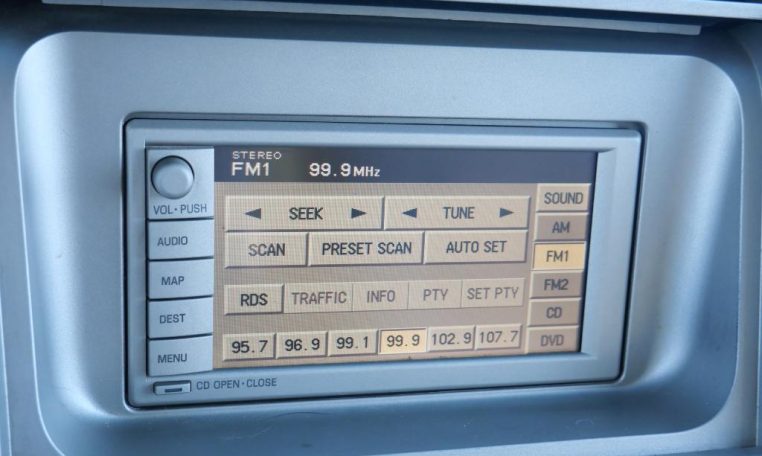 STEREO
FM1 99.9MHz
VOL·PUSH
AUDIO
MAP
DEST
MENU
◄ SEEK ► ◄ TUNE ►
SCAN PRESET SCAN AUTO SET
RDS TRAFFIC INFO PTY SET PTY
95.7 96.9 99.1 99.9 102.9 107.7
SOUND
AM
FM1
FM2
CD
DVD
CD OPEN·CLOSE